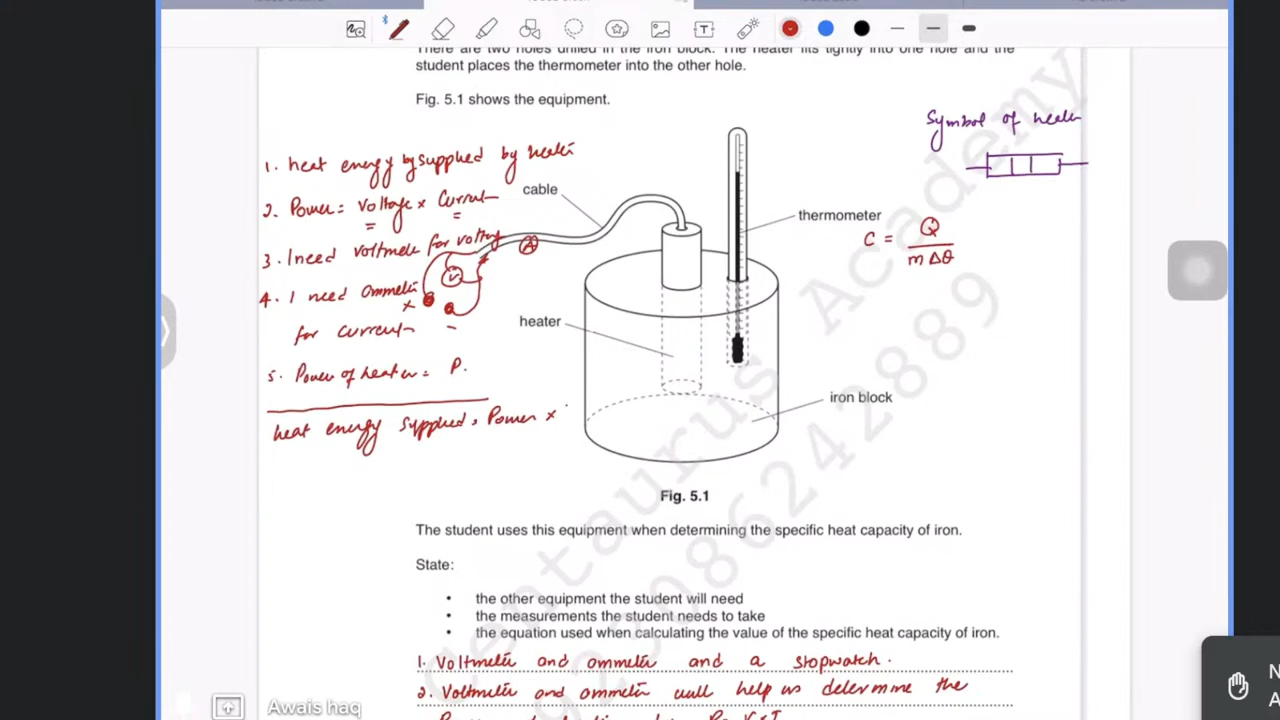 There are two holes drilled in the iron block. The heater fits tightly into one hole and the
student places the thermometer into the other hole.
Fig. 5.1 shows the equipment.
Symbol of heater
1. heat energy by supplied by heater
cable
2. Power = Voltage × Current
thermometer
C = Q / m Δθ
3. I need voltmeter for voltage
A
V
4. I need ammeter
for current
heater
5. Power of heater = P.
iron block
heat energy supplied = Power ×
Fig. 5.1
The student uses this equipment when determining the specific heat capacity of iron.
State:
• the other equipment the student will need
• the measurements the student needs to take
• the equation used when calculating the value of the specific heat capacity of iron.
1. Voltmeter and ammeter and a stopwatch.
2. Voltmeter and ammeter will help us determine the
Centaurus Academy
923086242889
Awais haq